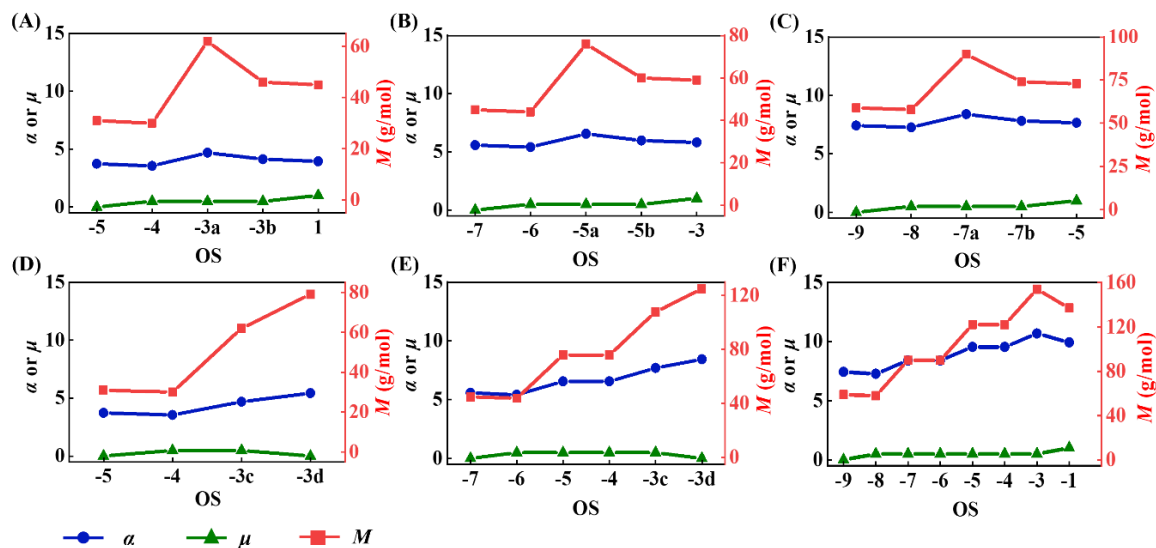 (A)
15
10
5
0
α or μ
60
40
20
0
M (g/mol)
-5 -4 -3a -3b 1
OS
(B)
15
10
5
0
α or μ
80
60
40
20
0
M (g/mol)
-7 -6 -5a -5b -3
OS
(C)
15
10
5
0
α or μ
100
75
50
25
0
M (g/mol)
-9 -8 -7a -7b -5
OS
(D)
15
10
5
0
α or μ
80
60
40
20
0
M (g/mol)
-5 -4 -3c -3d
OS
(E)
15
10
5
0
α or μ
120
80
40
0
M (g/mol)
-7 -6 -5 -4 -3c -3d
OS
(F)
15
10
5
0
α or μ
160
120
80
40
0
M (g/mol)
-9 -8 -7 -6 -5 -4 -3 -1
OS
α μ M